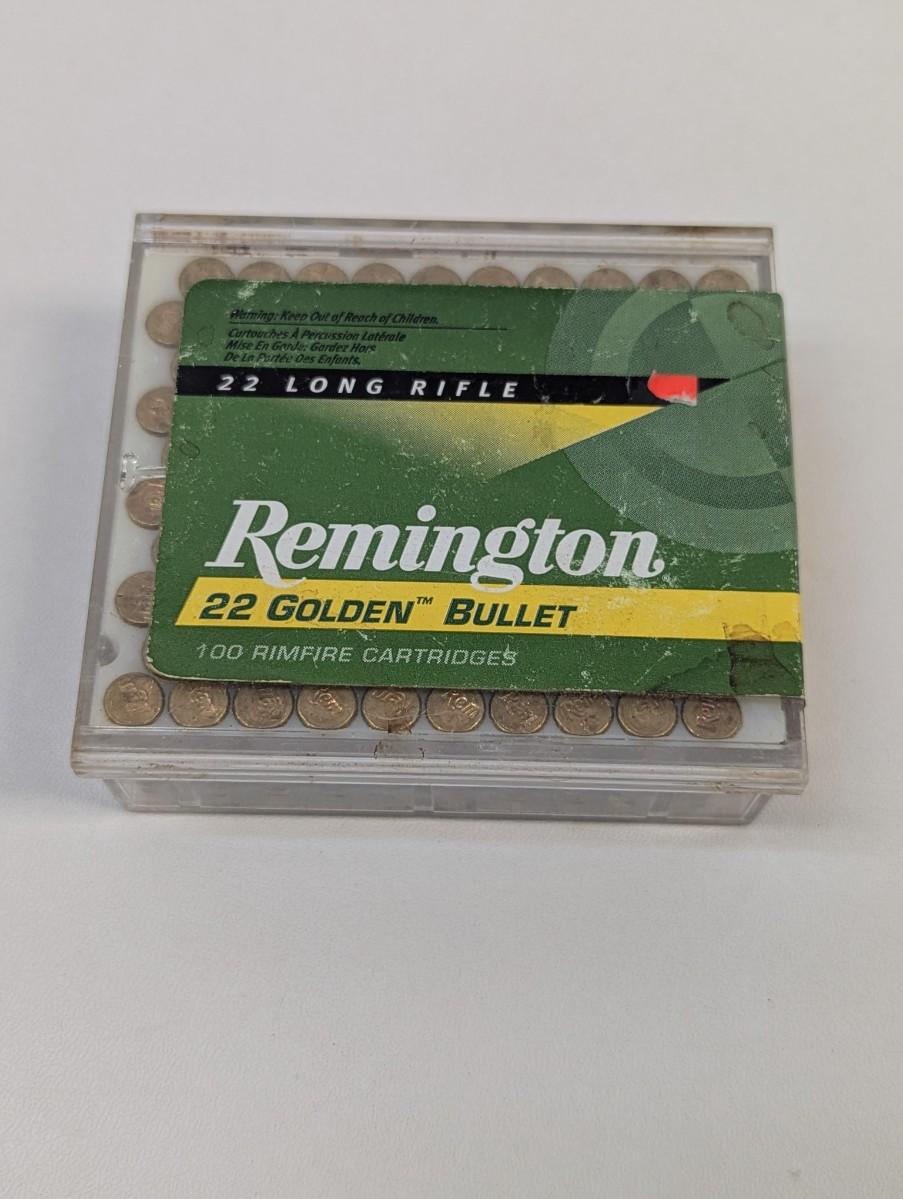 Warning: Keep Out of Reach of Children.
Cartouches À Percussion Latérale
Mise En Garde: Gardez Hors
De La Portée Des Enfants.
22 LONG RIFLE
Remington
22 GOLDEN™ BULLET
100 RIMFIRE CARTRIDGES
Rem